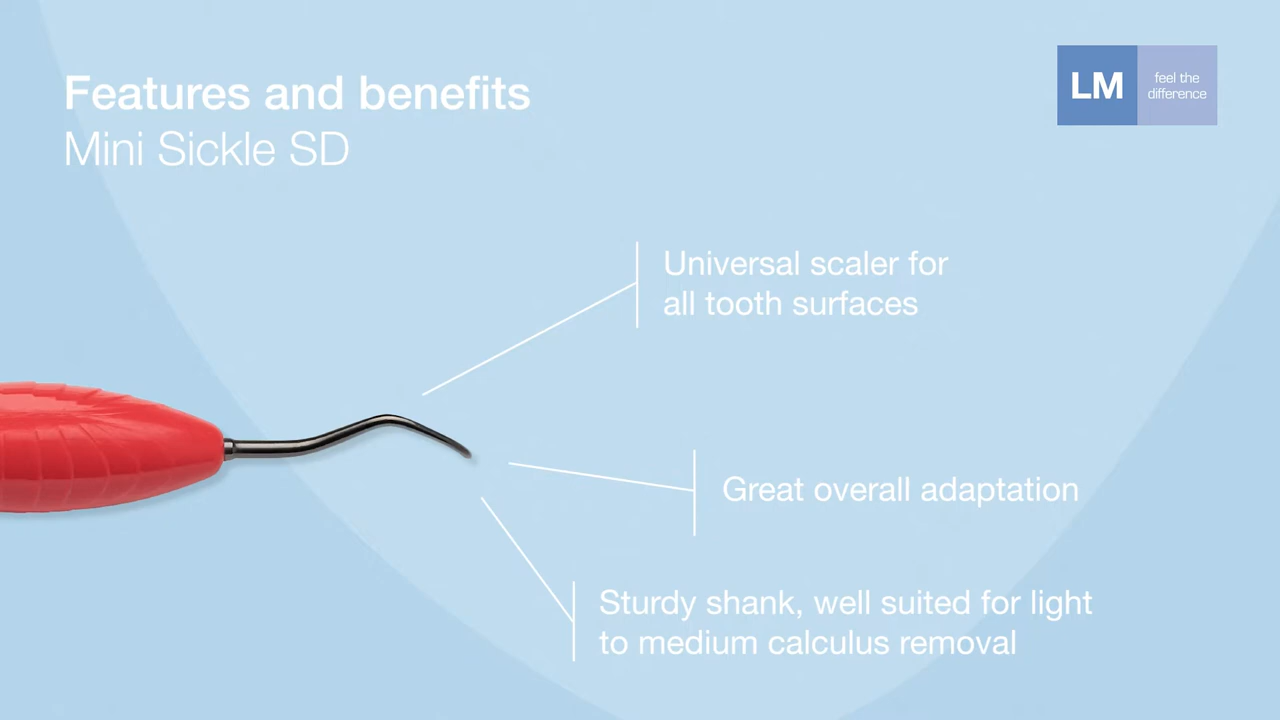 Features and benefits
Mini Sickle SD
LM
feel the
difference
Universal scaler for
all tooth surfaces
Great overall adaptation
Sturdy shank, well suited for light
to medium calculus removal